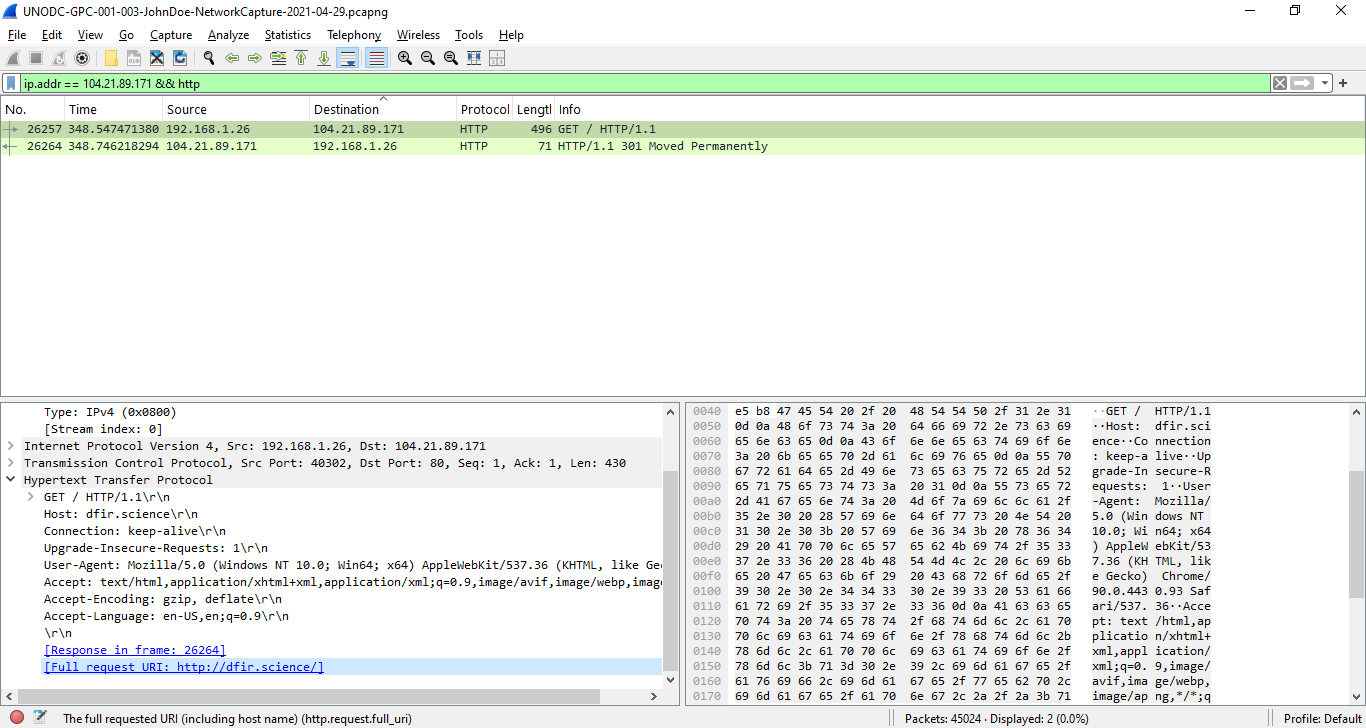 UNODC-GPC-001-003-JohnDoe-NetworkCapture-2021-04-29.pcapng
File Edit View Go Capture Analyze Statistics Telephony Wireless Tools Help
ip.addr == 104.21.89.171 && http
No. Time Source Destination Protocol Lengtl Info
26257 348.547471380 192.168.1.26 104.21.89.171 HTTP 496 GET / HTTP/1.1
26264 348.746218294 104.21.89.171 192.168.1.26 HTTP 71 HTTP/1.1 301 Moved Permanently
Type: IPv4 (0x0800)
[Stream index: 0]
Internet Protocol Version 4, Src: 192.168.1.26, Dst: 104.21.89.171
Transmission Control Protocol, Src Port: 40302, Dst Port: 80, Seq: 1, Ack: 1, Len: 430
Hypertext Transfer Protocol
GET / HTTP/1.1\r\n
Host: dfir.science\r\n
Connection: keep-alive\r\n
Upgrade-Insecure-Requests: 1\r\n
User-Agent: Mozilla/5.0 (Windows NT 10.0; Win64; x64) AppleWebKit/537.36 (KHTML, like Ge
Accept: text/html,application/xhtml+xml,application/xml;q=0.9,image/avif,image/webp,imag
Accept-Encoding: gzip, deflate\r\n
Accept-Language: en-US,en;q=0.9\r\n
\r\n
[Response in frame: 26264]
[Full request URI: http://dfir.science/]
0040 e5 b8 47 45 54 20 2f 20 48 54 54 50 2f 31 2e 31 ··GET / HTTP/1.1
0050 0d 0a 48 6f 73 74 3a 20 64 66 69 72 2e 73 63 69 ··Host: dfir.sci
0060 65 6e 63 65 0d 0a 43 6f 6e 6e 65 63 74 69 6f 6e ence··Connection
0070 3a 20 6b 65 65 70 2d 61 6c 69 76 65 0d 0a 55 70 : keep-alive··Up
0080 67 72 61 64 65 2d 49 6e 73 65 63 75 72 65 2d 52 grade-Insecure-R
0090 65 71 75 65 73 74 73 3a 20 31 0d 0a 55 73 65 72 equests: 1··User
00a0 2d 41 67 65 6e 74 3a 20 4d 6f 7a 69 6c 6c 61 2f -Agent: Mozilla/
00b0 35 2e 30 20 28 57 69 6e 64 6f 77 73 20 4e 54 20 5.0 (Windows NT
00c0 31 30 2e 30 3b 20 57 69 6e 36 34 3b 20 78 36 34 10.0; Win64; x64
00d0 29 20 41 70 70 6c 65 57 65 62 4b 69 74 2f 35 33 ) AppleWebKit/53
00e0 37 2e 33 36 20 28 4b 48 54 4d 4c 2c 20 6c 69 6b 7.36 (KHTML, lik
00f0 65 20 47 65 63 6b 6f 29 20 43 68 72 6f 6d 65 2f e Gecko) Chrome/
0100 39 30 2e 30 2e 34 34 33 30 2e 39 33 20 53 61 66 90.0.4430.93 Saf
0110 61 72 69 2f 35 33 37 2e 33 36 0d 0a 41 63 63 65 ari/537.36··Acce
0120 70 74 3a 20 74 65 78 74 2f 68 74 6d 6c 2c 61 70 pt: text/html,ap
0130 70 6c 69 63 61 74 69 6f 6e 2f 78 68 74 6d 6c 2b plication/xhtml+
0140 78 6d 6c 2c 61 70 70 6c 69 63 61 74 69 6f 6e 2f xml,application/
0150 78 6d 6c 3b 71 3d 30 2e 39 2c 69 6d 61 67 65 2f xml;q=0.9,image/
0160 61 76 69 66 2c 69 6d 61 67 65 2f 77 65 62 70 2c avif,image/webp,
0170 69 6d 61 67 65 2f 61 70 6e 67 2c 2a 2f 2a 3b 71 image/apng,*/*;q
The full requested URI (including host name) (http.request.full_uri)
Packets: 45024 · Displayed: 2 (0.0%)
Profile: Default